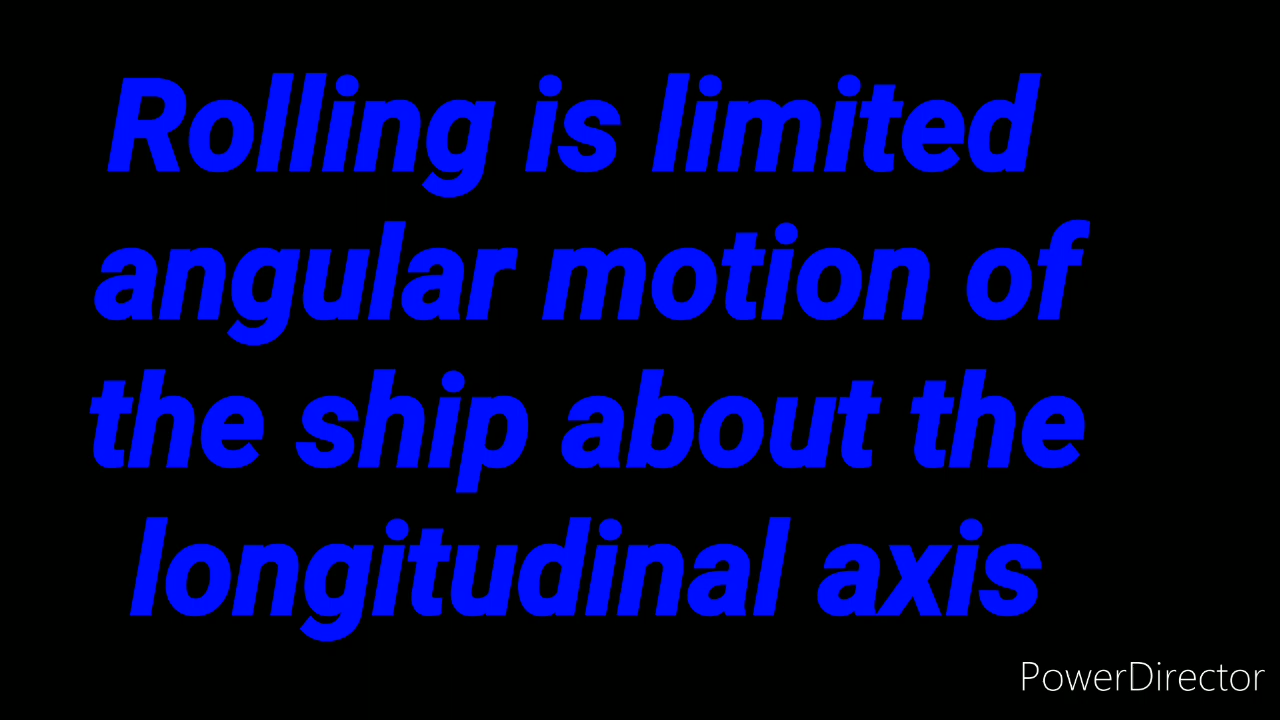 Rolling is limited
angular motion of
the ship about the
longitudinal axis
PowerDirector